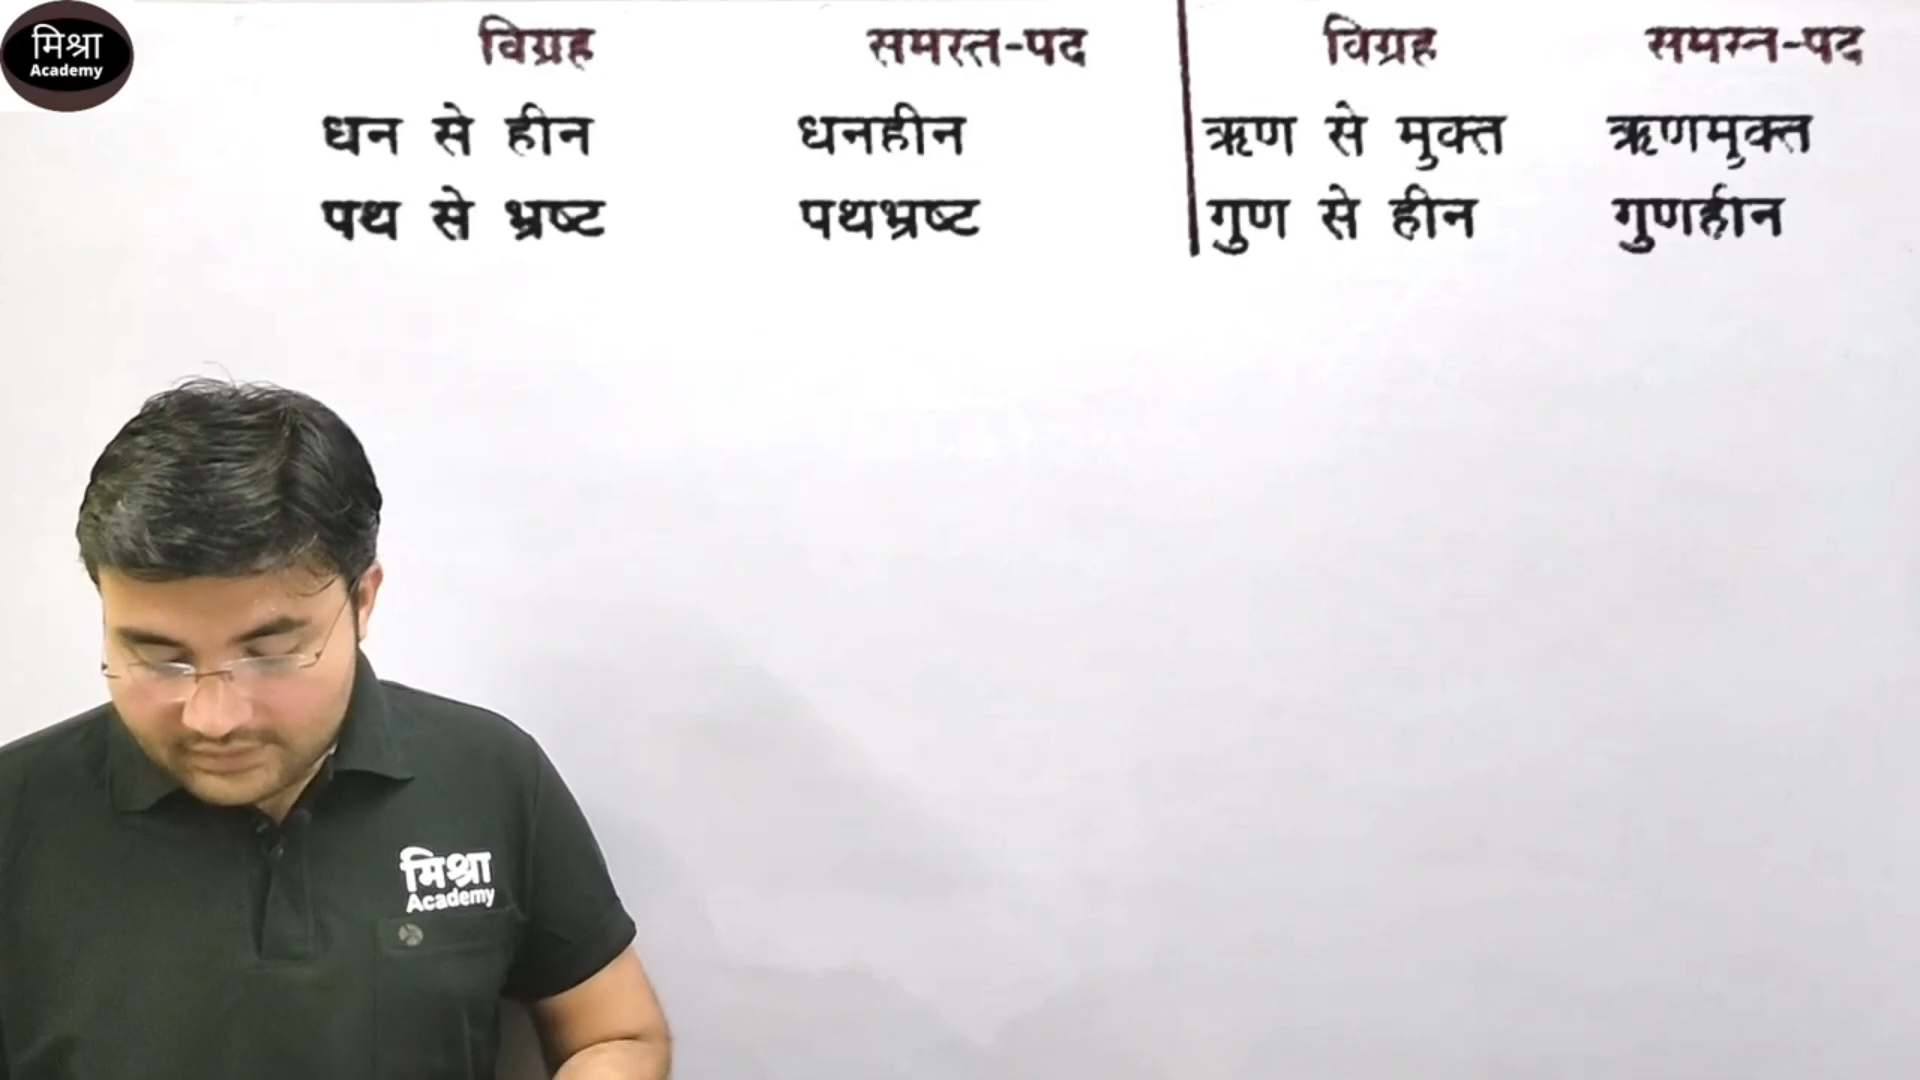 मिश्रा
Academy
विग्रह समस्त-पद विग्रह समस्त-पद
धन से हीन धनहीन ऋण से मुक्त ऋणमुक्त
पथ से भ्रष्ट पथभ्रष्ट गुण से हीन गुणहीन
मिश्रा
Academy